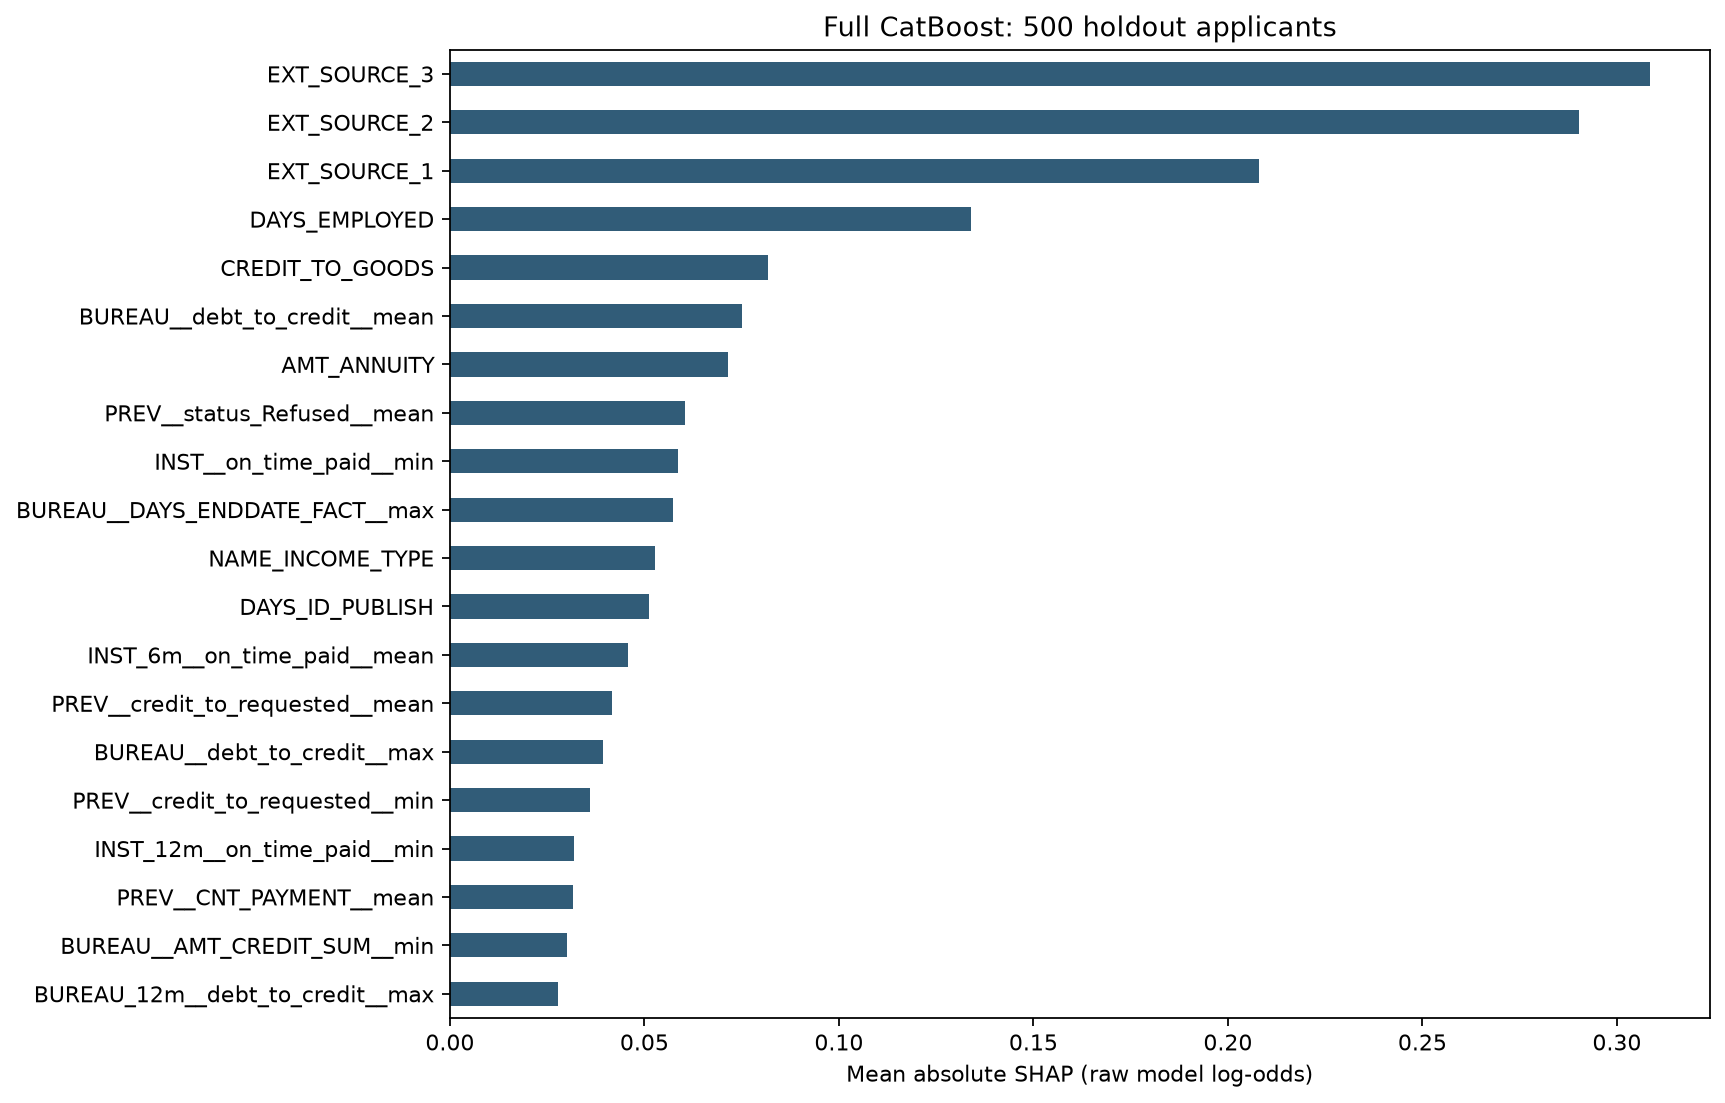 Full CatBoost: 500 holdout applicants
EXT_SOURCE_3
EXT_SOURCE_2
EXT_SOURCE_1
DAYS_EMPLOYED
CREDIT_TO_GOODS
BUREAU__debt_to_credit__mean
AMT_ANNUITY
PREV__status_Refused__mean
INST__on_time_paid__min
BUREAU__DAYS_ENDDATE_FACT__max
NAME_INCOME_TYPE
DAYS_ID_PUBLISH
INST_6m__on_time_paid__mean
PREV__credit_to_requested__mean
BUREAU__debt_to_credit__max
PREV__credit_to_requested__min
INST_12m__on_time_paid__min
PREV__CNT_PAYMENT__mean
BUREAU__AMT_CREDIT_SUM__min
BUREAU_12m__debt_to_credit__max
0.00 0.05 0.10 0.15 0.20 0.25 0.30
Mean absolute SHAP (raw model log-odds)